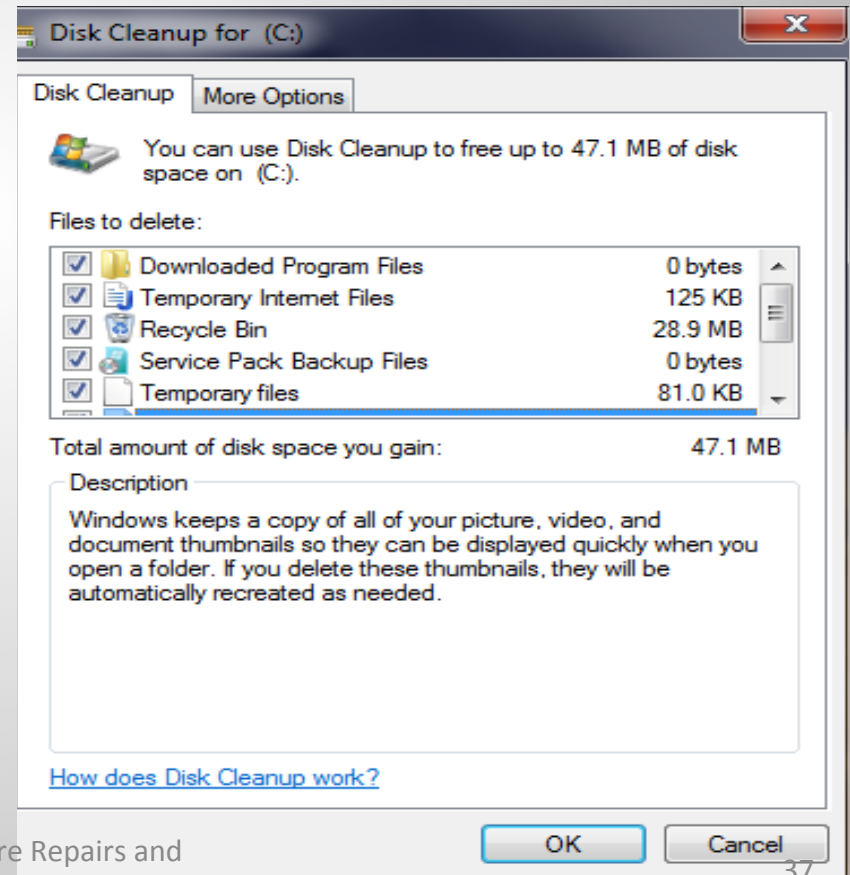 Disk Cleanup for (C:)
Disk Cleanup More Options
You can use Disk Cleanup to free up to 47.1 MB of disk
space on (C:).
Files to delete:
Downloaded Program Files 0 bytes
Temporary Internet Files 125 KB
Recycle Bin 28.9 MB
Service Pack Backup Files 0 bytes
Temporary files 81.0 KB
Total amount of disk space you gain: 47.1 MB
Description
Windows keeps a copy of all of your picture, video, and
document thumbnails so they can be displayed quickly when you
open a folder. If you delete these thumbnails, they will be
automatically recreated as needed.
How does Disk Cleanup work?
OK Cancel
re Repairs and
37